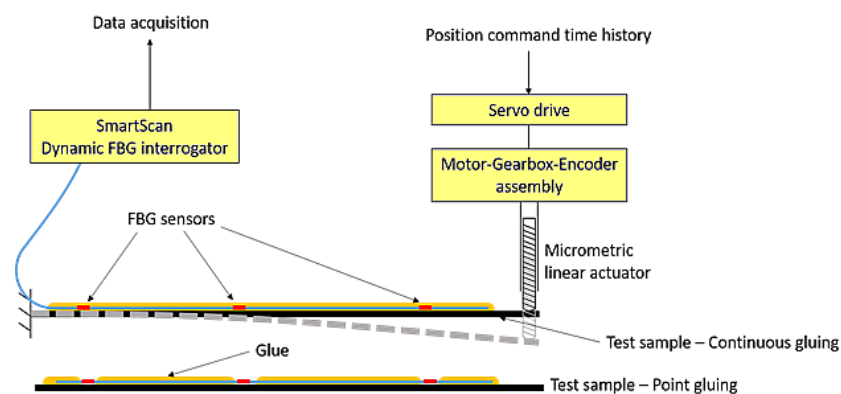 Data acquisition
Position command time history
SmartScan
Dynamic FBG interrogator
Servo drive
Motor-Gearbox-Encoder
assembly
FBG sensors
Micrometric
linear actuator
Test sample – Continuous gluing
Glue
Test sample – Point gluing